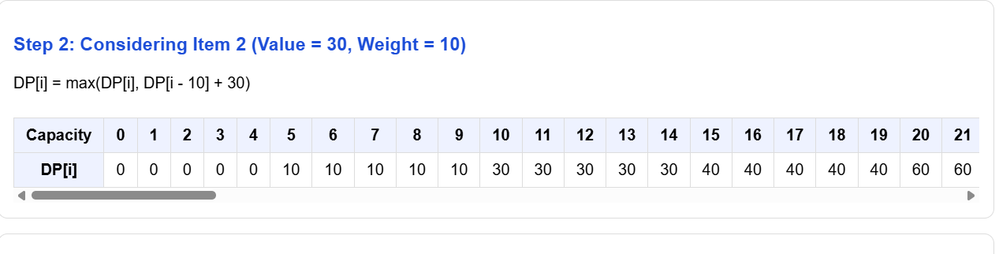 Step 2: Considering Item 2 (Value = 30, Weight = 10)
DP[i] = max(DP[i], DP[i - 10] + 30)
Capacity 0 1 2 3 4 5 6 7 8 9 10 11 12 13 14 15 16 17 18 19 20 21
DP[i] 0 0 0 0 0 10 10 10 10 10 30 30 30 30 30 40 40 40 40 40 60 60